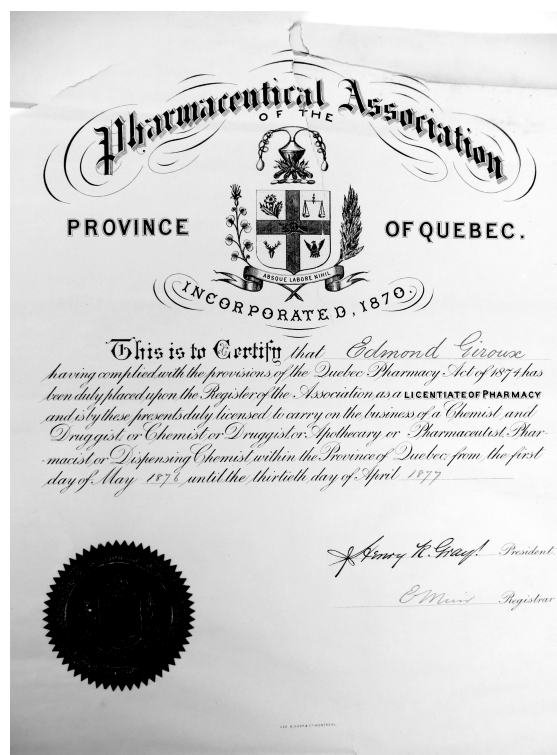 Pharmaceutical Association
OF THE
PROVINCE OF QUEBEC.
ABSQUE LABORE NIHIL
INCORPORATED, 1870.
This is to Certify that Edmond Giroux
having complied with the provisions of the Quebec Pharmacy Act of 1874 has
been duly placed upon the Register of the Association as a LICENTIATE OF PHARMACY
and is by these presents duly licensed to carry on the business of a Chemist and
Druggist, or Chemist or Druggist, or Apothecary or Pharmaceutist, Phar-
-macist, or Dispensing Chemist, within the Province of Quebec, from the first
day of May 1876 until the thirtieth day of April 1877
Henry R. Gray President
E Muir Registrar